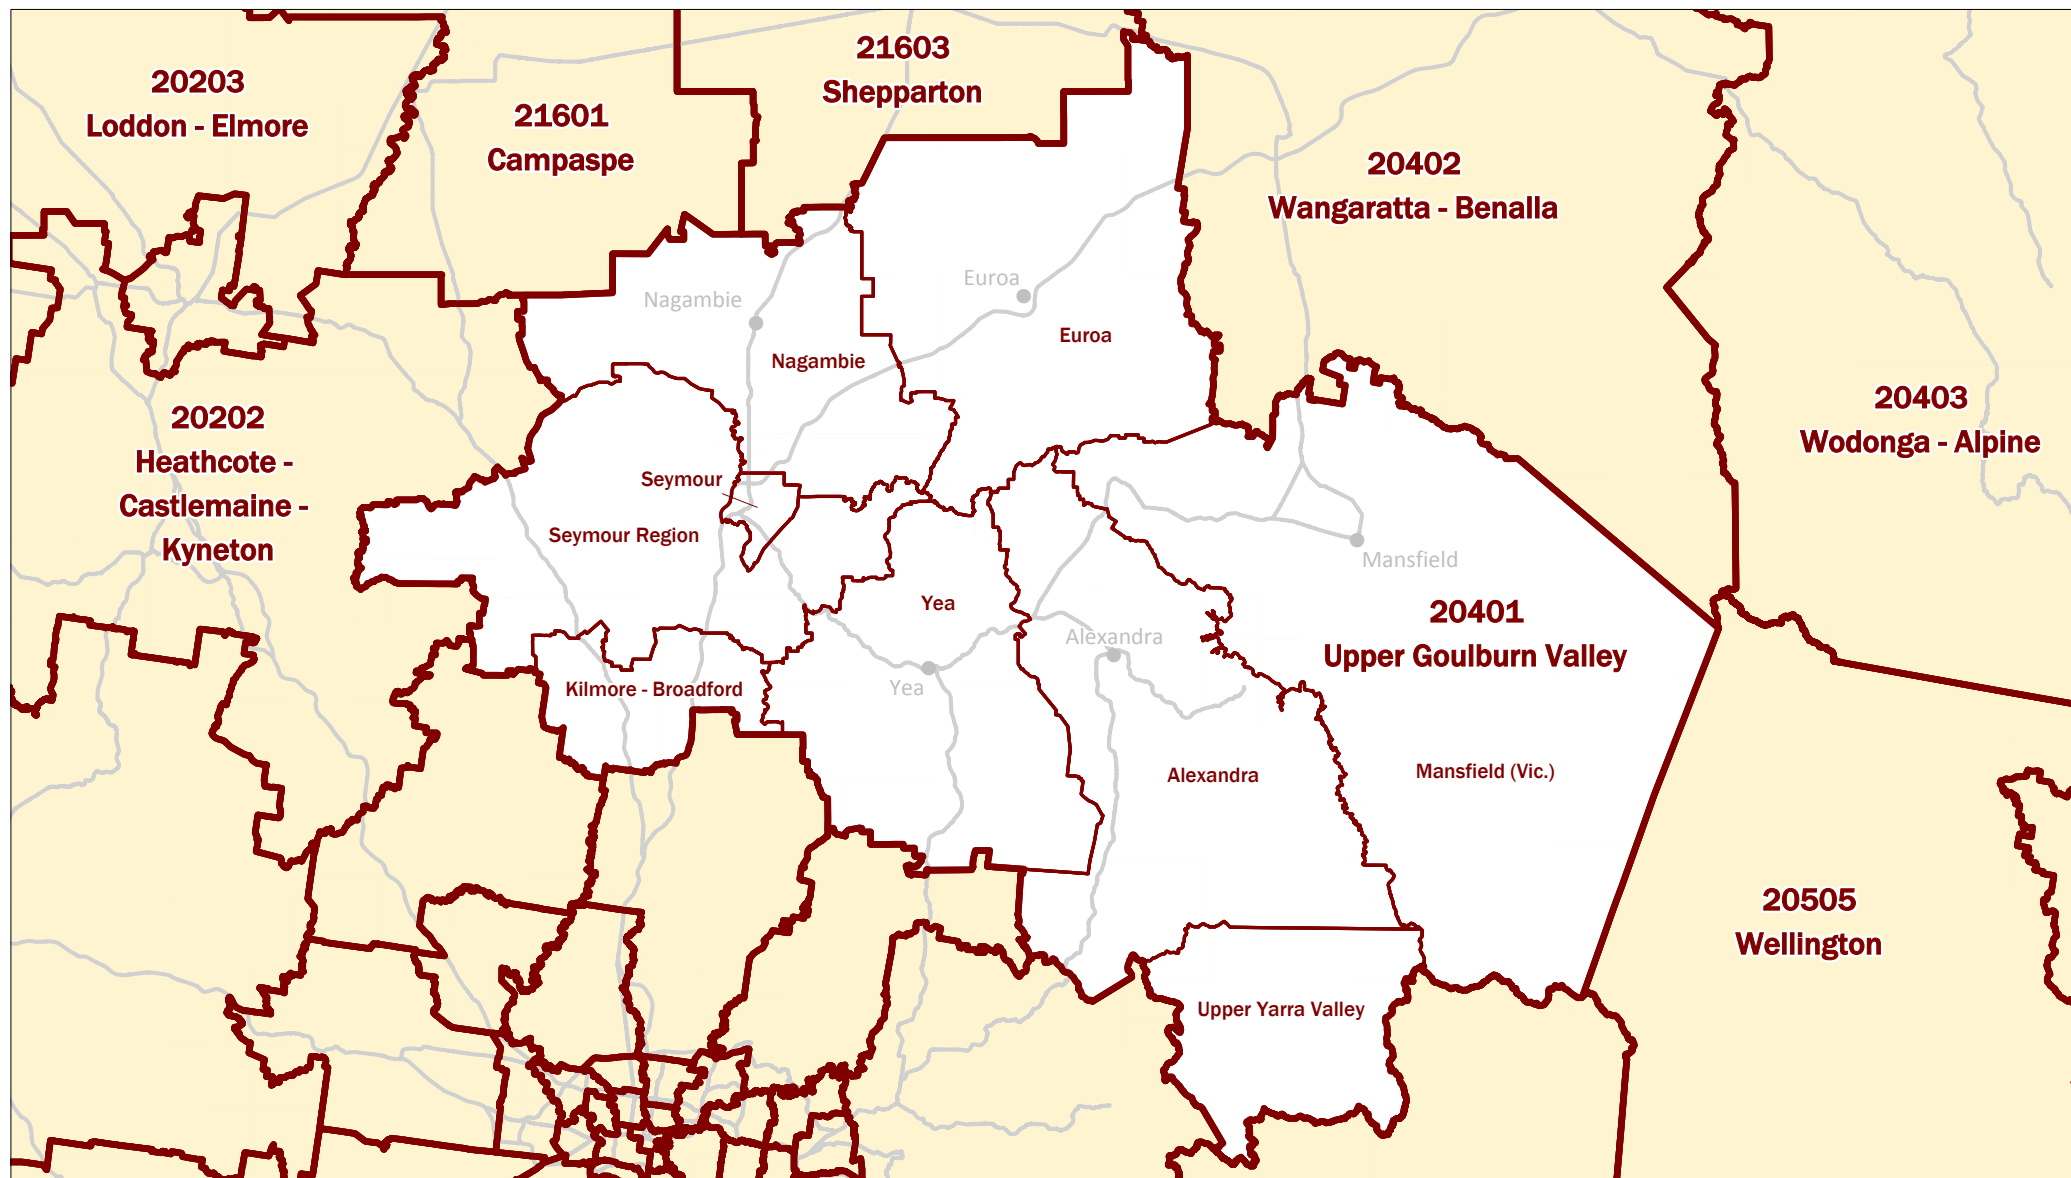 20203
Loddon - Elmore
21601
Campaspe
21603
Shepparton
20402
Wangaratta - Benalla
20403
Wodonga - Alpine
20202
Heathcote -
Castlemaine -
Kyneton
Nagambie
Euroa
Euroa
Nagambie
Seymour
Seymour Region
Yea
Mansfield
20401
Upper Goulburn Valley
Alexandra
Yea
Kilmore - Broadford
Alexandra
Mansfield (Vic.)
20505
Wellington
Upper Yarra Valley